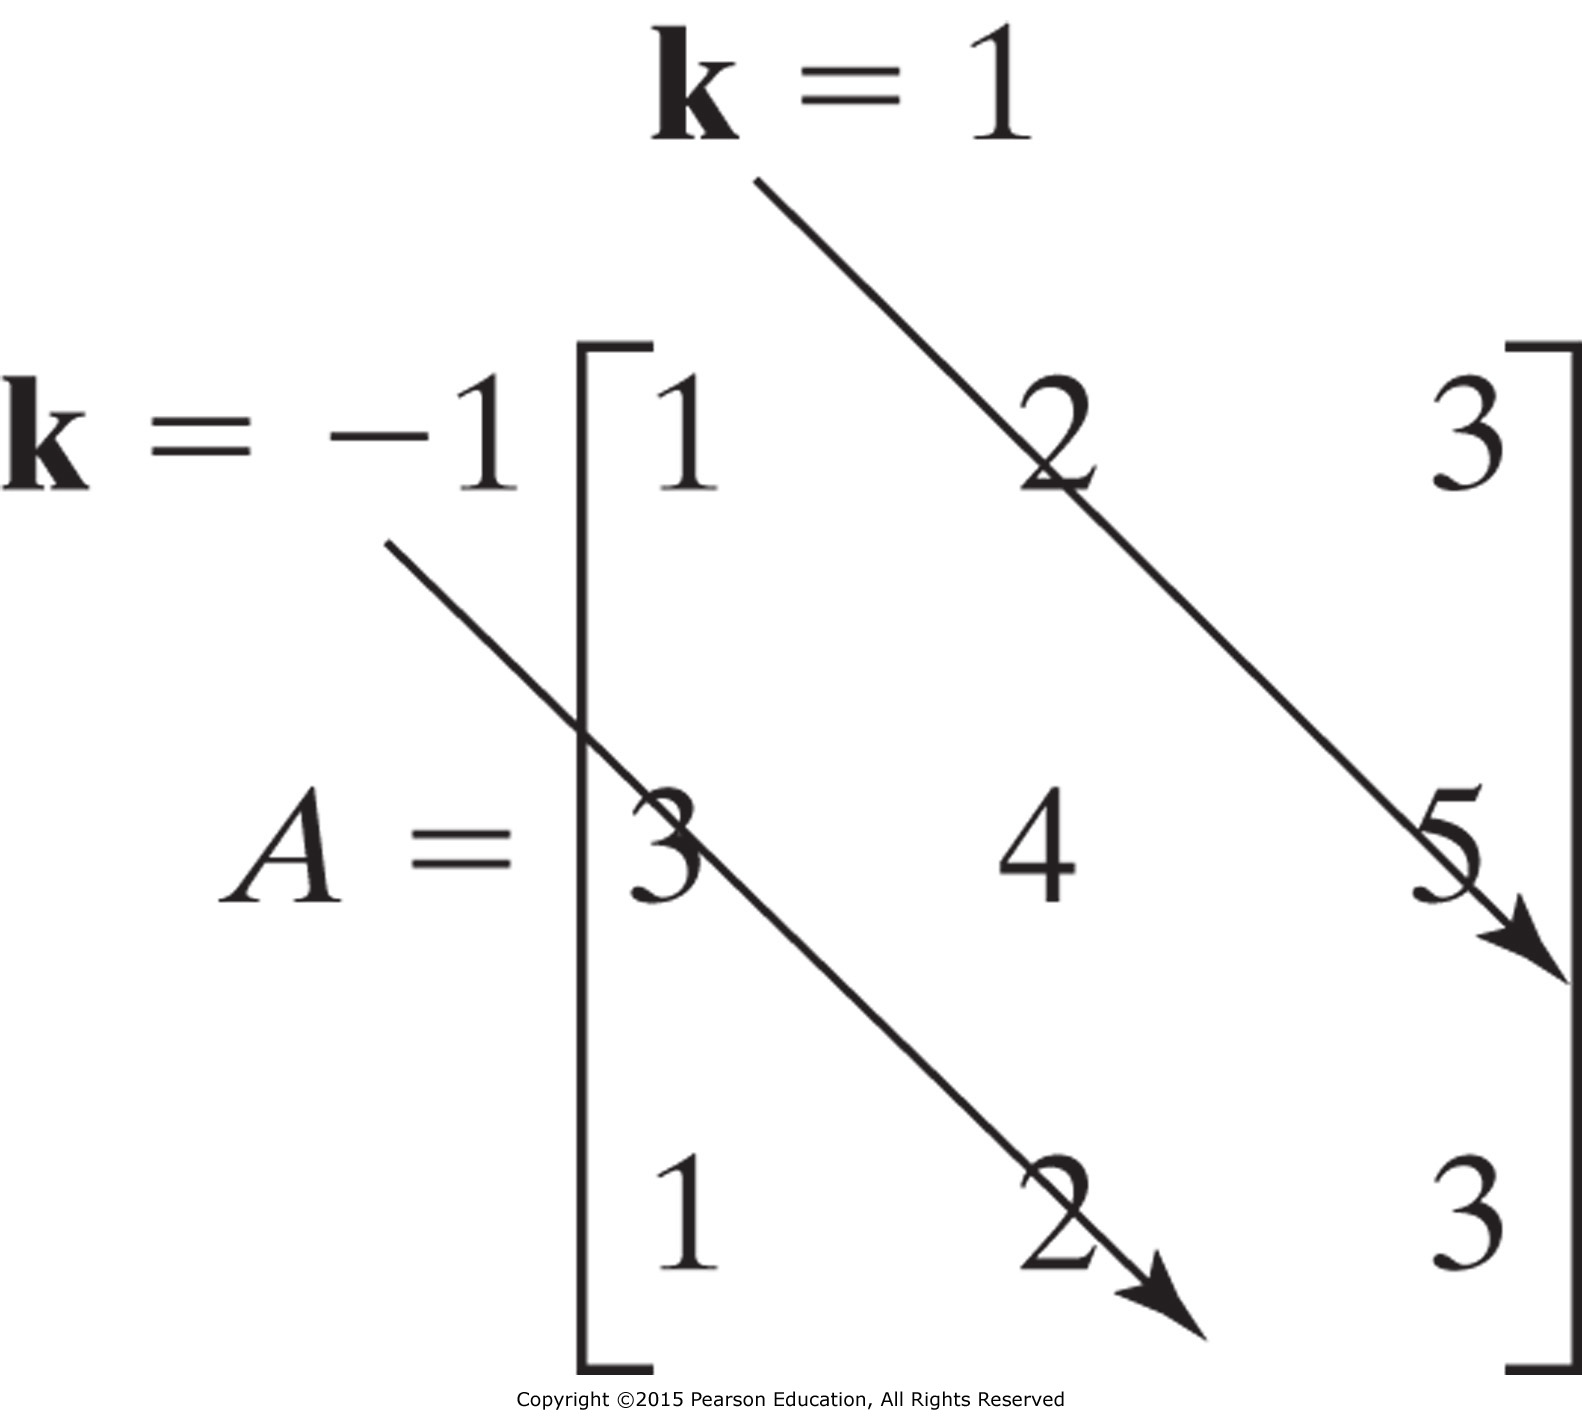 k = 1
k = −1
1 2 3
A =
3 4 5
1 2 3
Copyright ©2015 Pearson Education, All Rights Reserved